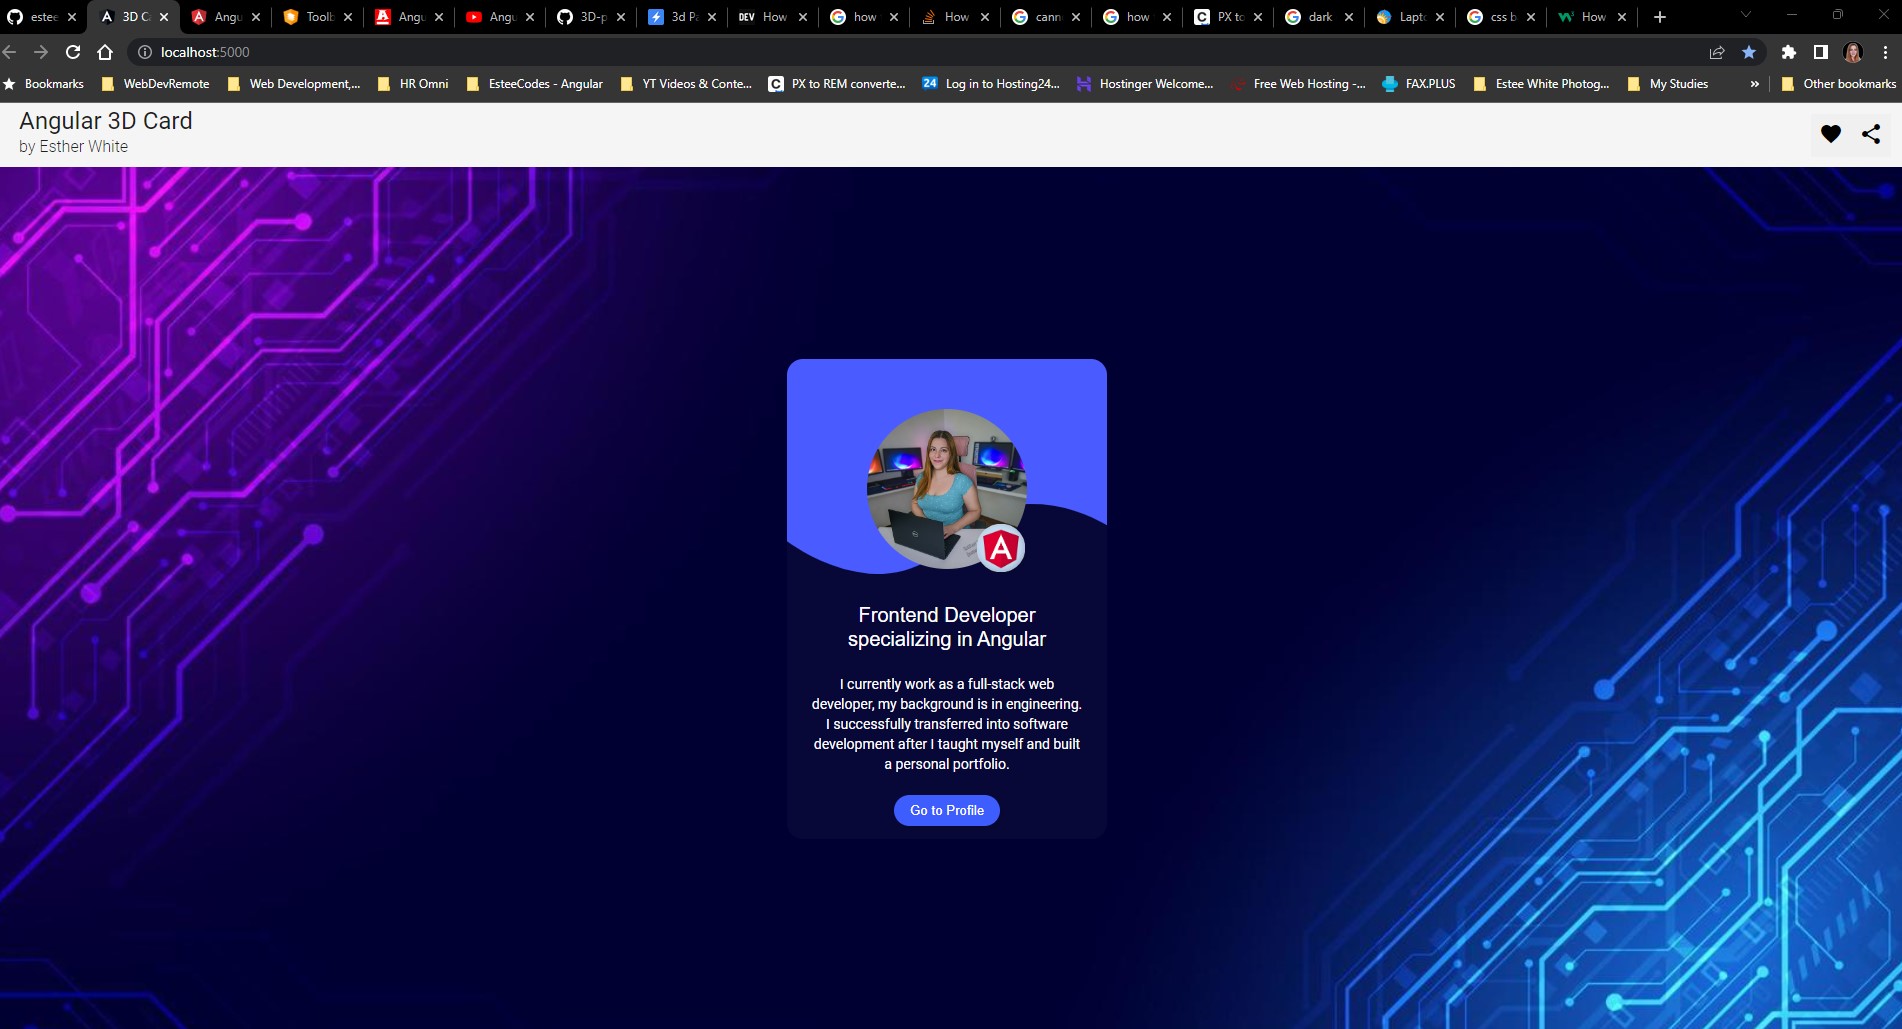 estee
3D C
Angu
Toolb
Angu
Angu
3D-p
3d Pa
DEV How
how
How
cann
how
C PX to
dark
Lapt
css b
How
localhost:5000
Bookmarks
WebDevRemote
Web Development,...
HR Omni
EsteeCodes - Angular
YT Videos & Conte...
C PX to REM converte...
24 Log in to Hosting24...
Hostinger Welcome...
Free Web Hosting -...
FAX.PLUS
Estee White Photog...
My Studies
»
Other bookmarks
Angular 3D Card
by Esther White
A
Frontend Developer
specializing in Angular
I currently work as a full-stack web
developer, my background is in engineering.
I successfully transferred into software
development after I taught myself and built
a personal portfolio.
Go to Profile